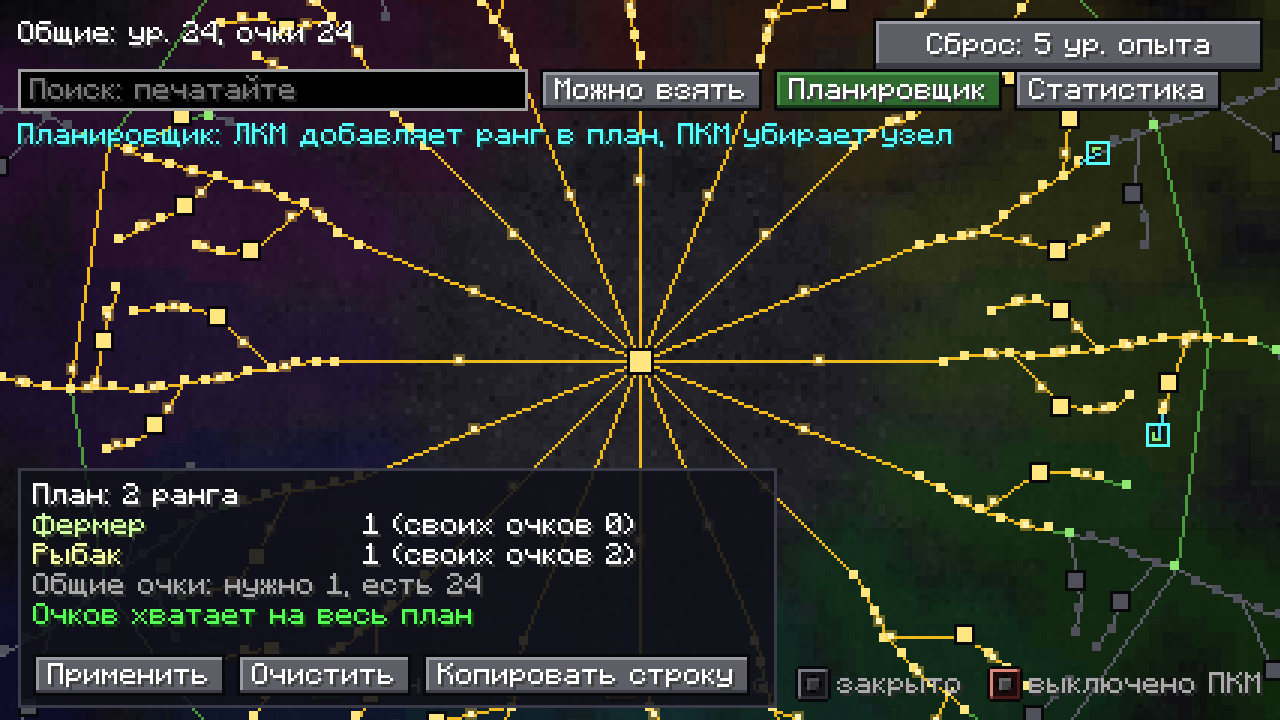 Общие: ур. 24, очки 24
Сброс: 5 ур. опыта
Поиск: печатайте
Можно взять
Планировщик
Статистика
Планировщик: ЛКМ добавляет ранг в план, ПКМ убирает узел
План: 2 ранга
Фермер 1 (своих очков 0)
Рыбак 1 (своих очков 2)
Общие очки: нужно 1, есть 24
Очков хватает на весь план
Применить
Очистить
Копировать строку
закрыто
выключено ПКМ